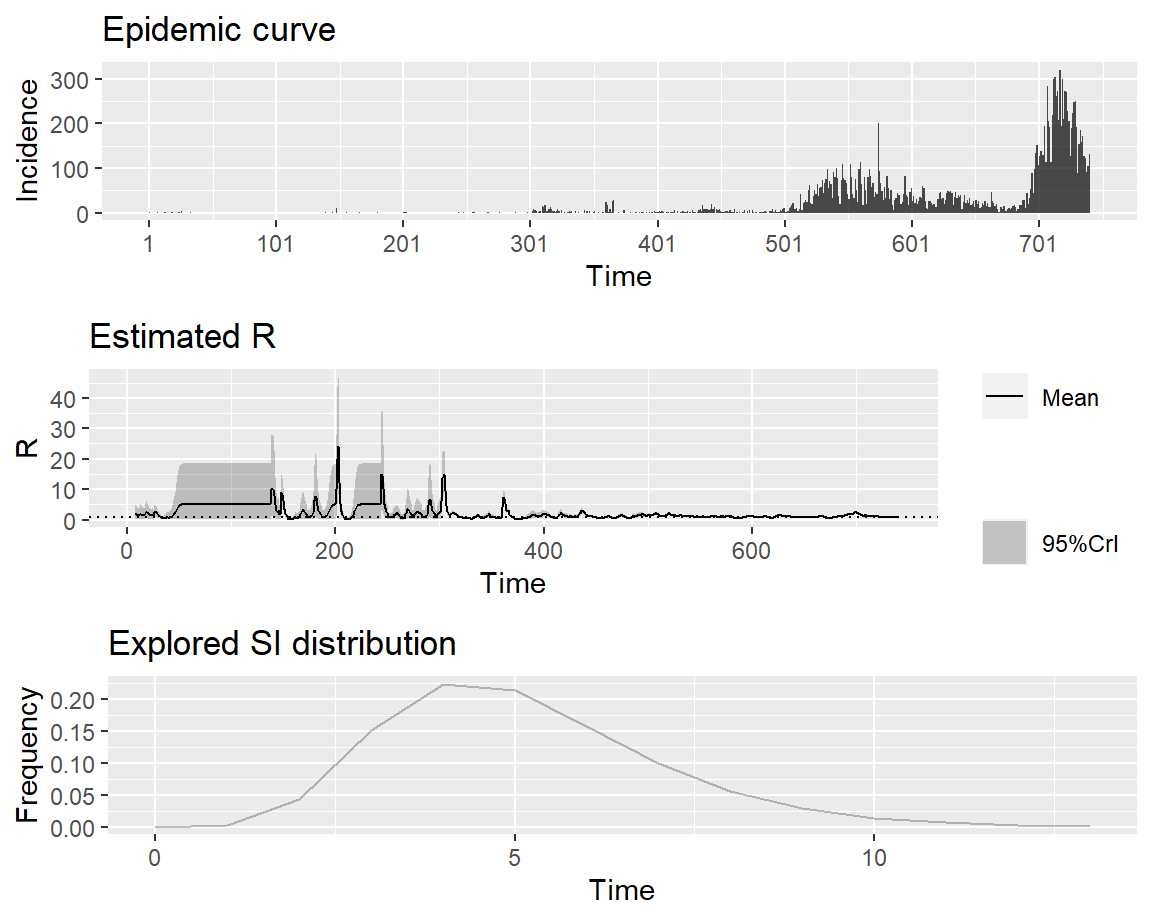 Epidemic curve
Incidence
300
200
100
0
1 101 201 301 401 501 601 701
Time
Estimated R
R
40
30
20
10
0
0 200 400 600
Time
Mean
95%CrI
Explored SI distribution
Frequency
0.20
0.15
0.10
0.05
0.00
0 5 10
Time